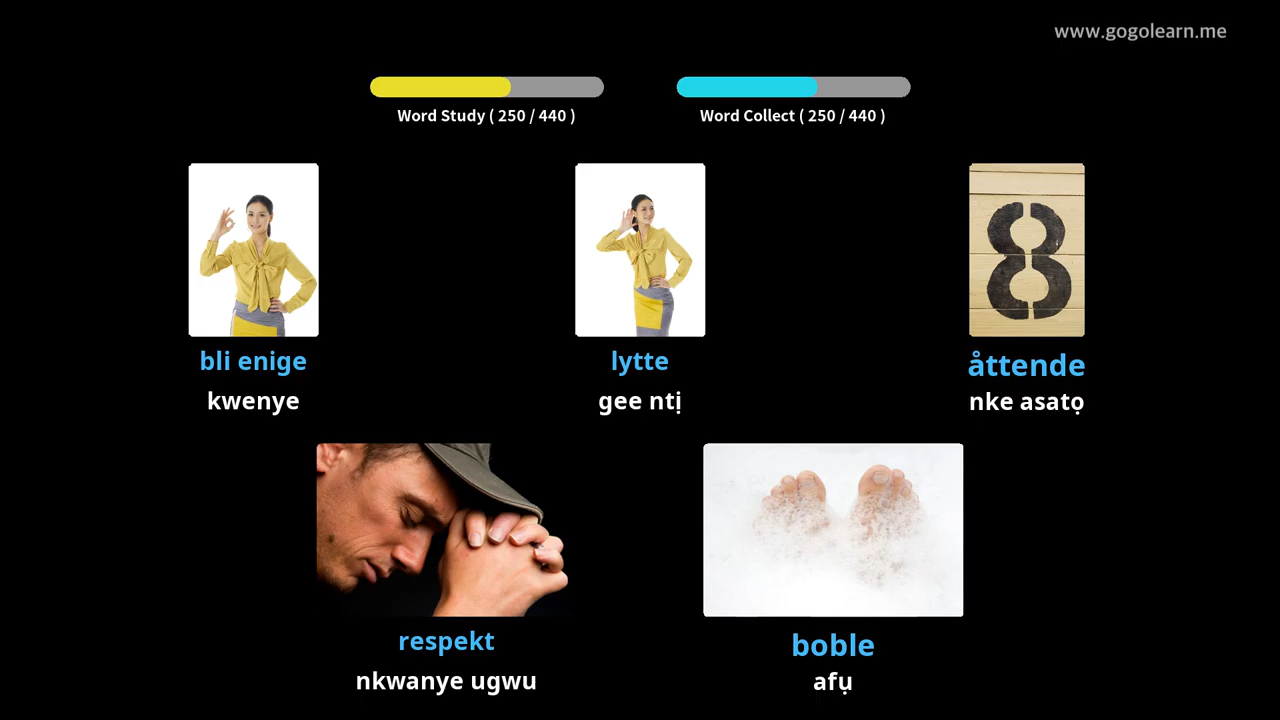 www.gogolearn.me
Word Study ( 250 / 440 )
Word Collect ( 250 / 440 )
8
bli enige
kwenye
lytte
gee ntị
åttende
nke asatọ
respekt
nkwanye ugwu
boble
afụ